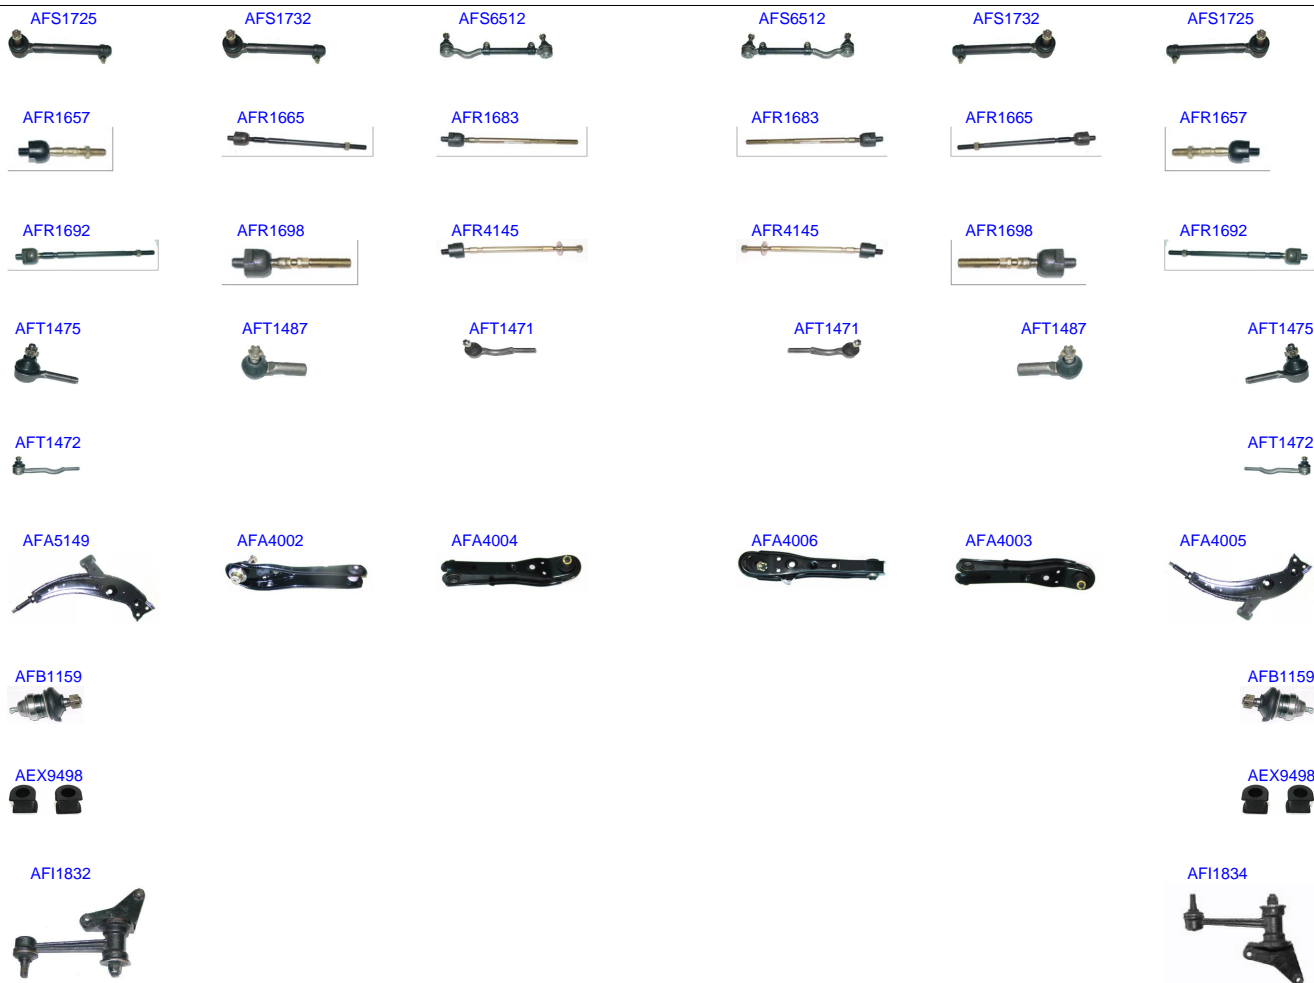 AFS1725 AFS1732 AFS6512 AFS6512 AFS1732 AFS1725
AFR1657 AFR1665 AFR1683 AFR1683 AFR1665 AFR1657
AFR1692 AFR1698 AFR4145 AFR4145 AFR1698 AFR1692
AFT1475 AFT1487 AFT1471 AFT1471 AFT1487 AFT1475
AFT1472 AFT1472
AFA5149 AFA4002 AFA4004 AFA4006 AFA4003 AFA4005
AFB1159 AFB1159
AEX9498 AEX9498
AFI1832 AFI1834